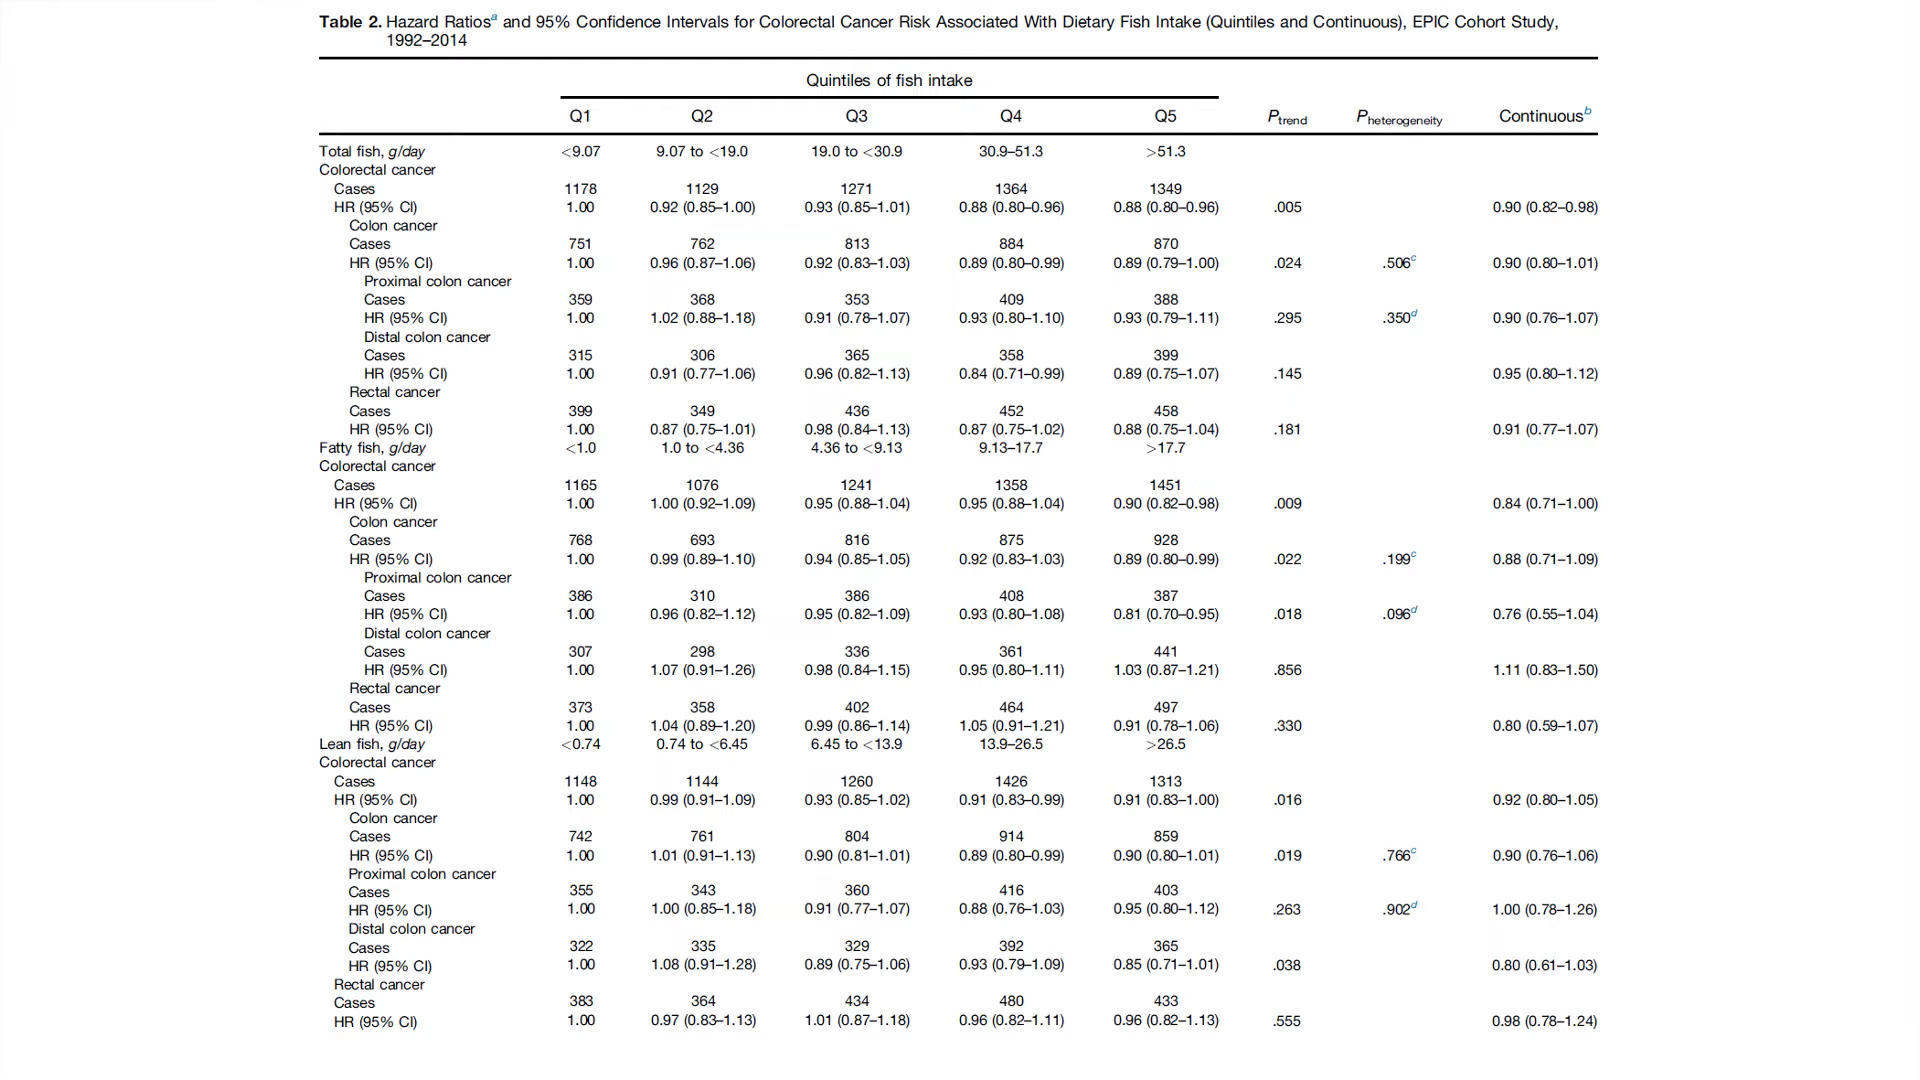 Table 2. Hazard Ratiosa and 95% Confidence Intervals for Colorectal Cancer Risk Associated With Dietary Fish Intake (Quintiles and Continuous), EPIC Cohort Study,
1992–2014
Quintiles of fish intake
Q1 Q2 Q3 Q4 Q5 Ptrend Pheterogeneity Continuousb
Total fish, g/day <9.07 9.07 to <19.0 19.0 to <30.9 30.9–51.3 >51.3
Colorectal cancer
Cases 1178 1129 1271 1364 1349
HR (95% CI) 1.00 0.92 (0.85–1.00) 0.93 (0.85–1.01) 0.88 (0.80–0.96) 0.88 (0.80–0.96) .005 0.90 (0.82–0.98)
Colon cancer
Cases 751 762 813 884 870
HR (95% CI) 1.00 0.96 (0.87–1.06) 0.92 (0.83–1.03) 0.89 (0.80–0.99) 0.89 (0.79–1.00) .024 .506c 0.90 (0.80–1.01)
Proximal colon cancer
Cases 359 368 353 409 388
HR (95% CI) 1.00 1.02 (0.88–1.18) 0.91 (0.78–1.07) 0.93 (0.80–1.10) 0.93 (0.79–1.11) .295 .350d 0.90 (0.76–1.07)
Distal colon cancer
Cases 315 306 365 358 399
HR (95% CI) 1.00 0.91 (0.77–1.06) 0.96 (0.82–1.13) 0.84 (0.71–0.99) 0.89 (0.75–1.07) .145 0.95 (0.80–1.12)
Rectal cancer
Cases 399 349 436 452 458
HR (95% CI) 1.00 0.87 (0.75–1.01) 0.98 (0.84–1.13) 0.87 (0.75–1.02) 0.88 (0.75–1.04) .181 0.91 (0.77–1.07)
Fatty fish, g/day <1.0 1.0 to <4.36 4.36 to <9.13 9.13–17.7 >17.7
Colorectal cancer
Cases 1165 1076 1241 1358 1451
HR (95% CI) 1.00 1.00 (0.92–1.09) 0.95 (0.88–1.04) 0.95 (0.88–1.04) 0.90 (0.82–0.98) .009 0.84 (0.71–1.00)
Colon cancer
Cases 768 693 816 875 928
HR (95% CI) 1.00 0.99 (0.89–1.10) 0.94 (0.85–1.05) 0.92 (0.83–1.03) 0.89 (0.80–0.99) .022 .199c 0.88 (0.71–1.09)
Proximal colon cancer
Cases 386 310 386 408 387
HR (95% CI) 1.00 0.96 (0.82–1.12) 0.95 (0.82–1.09) 0.93 (0.80–1.08) 0.81 (0.70–0.95) .018 .096d 0.76 (0.55–1.04)
Distal colon cancer
Cases 307 298 336 361 441
HR (95% CI) 1.00 1.07 (0.91–1.26) 0.98 (0.84–1.15) 0.95 (0.80–1.11) 1.03 (0.87–1.21) .856 1.11 (0.83–1.50)
Rectal cancer
Cases 373 358 402 464 497
HR (95% CI) 1.00 1.04 (0.89–1.20) 0.99 (0.86–1.14) 1.05 (0.91–1.21) 0.91 (0.78–1.06) .330 0.80 (0.59–1.07)
Lean fish, g/day <0.74 0.74 to <6.45 6.45 to <13.9 13.9–26.5 >26.5
Colorectal cancer
Cases 1148 1144 1260 1426 1313
HR (95% CI) 1.00 0.99 (0.91–1.09) 0.93 (0.85–1.02) 0.91 (0.83–0.99) 0.91 (0.83–1.00) .016 0.92 (0.80–1.05)
Colon cancer
Cases 742 761 804 914 859
HR (95% CI) 1.00 1.01 (0.91–1.13) 0.90 (0.81–1.01) 0.89 (0.80–0.99) 0.90 (0.80–1.01) .019 .766c 0.90 (0.76–1.06)
Proximal colon cancer
Cases 355 343 360 416 403
HR (95% CI) 1.00 1.00 (0.85–1.18) 0.91 (0.77–1.07) 0.88 (0.76–1.03) 0.95 (0.80–1.12) .263 .902d 1.00 (0.78–1.26)
Distal colon cancer
Cases 322 335 329 392 365
HR (95% CI) 1.00 1.08 (0.91–1.28) 0.89 (0.75–1.06) 0.93 (0.79–1.09) 0.85 (0.71–1.01) .038 0.80 (0.61–1.03)
Rectal cancer
Cases 383 364 434 480 433
HR (95% CI) 1.00 0.97 (0.83–1.13) 1.01 (0.87–1.18) 0.96 (0.82–1.11) 0.96 (0.82–1.13) .555 0.98 (0.78–1.24)